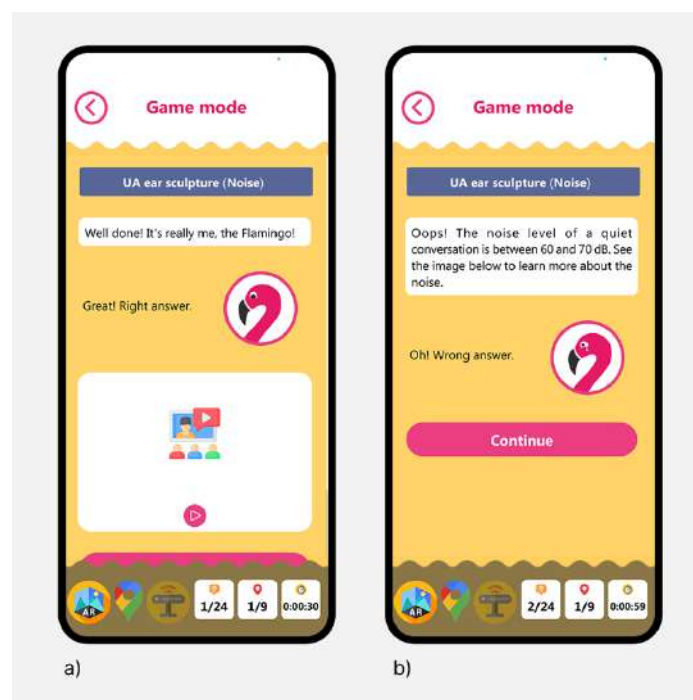 Game mode
UA ear sculpture (Noise)
Well done! It's really me, the Flamingo!
Great! Right answer.
AR
1/24
1/9
0:00:30
a)
Game mode
UA ear sculpture (Noise)
Oops! The noise level of a quiet
conversation is between 60 and 70 dB. See
the image below to learn more about the
noise.
Oh! Wrong answer.
Continue
AR
2/24
1/9
0:00:59
b)